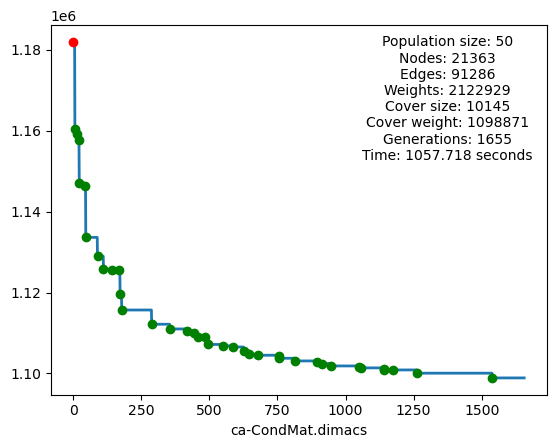 1e6
Population size: 50
Nodes: 21363
Edges: 91286
Weights: 2122929
Cover size: 10145
Cover weight: 1098871
Generations: 1655
Time: 1057.718 seconds
1.18
1.16
1.14
1.12
1.10
0 250 500 750 1000 1250 1500
ca-CondMat.dimacs